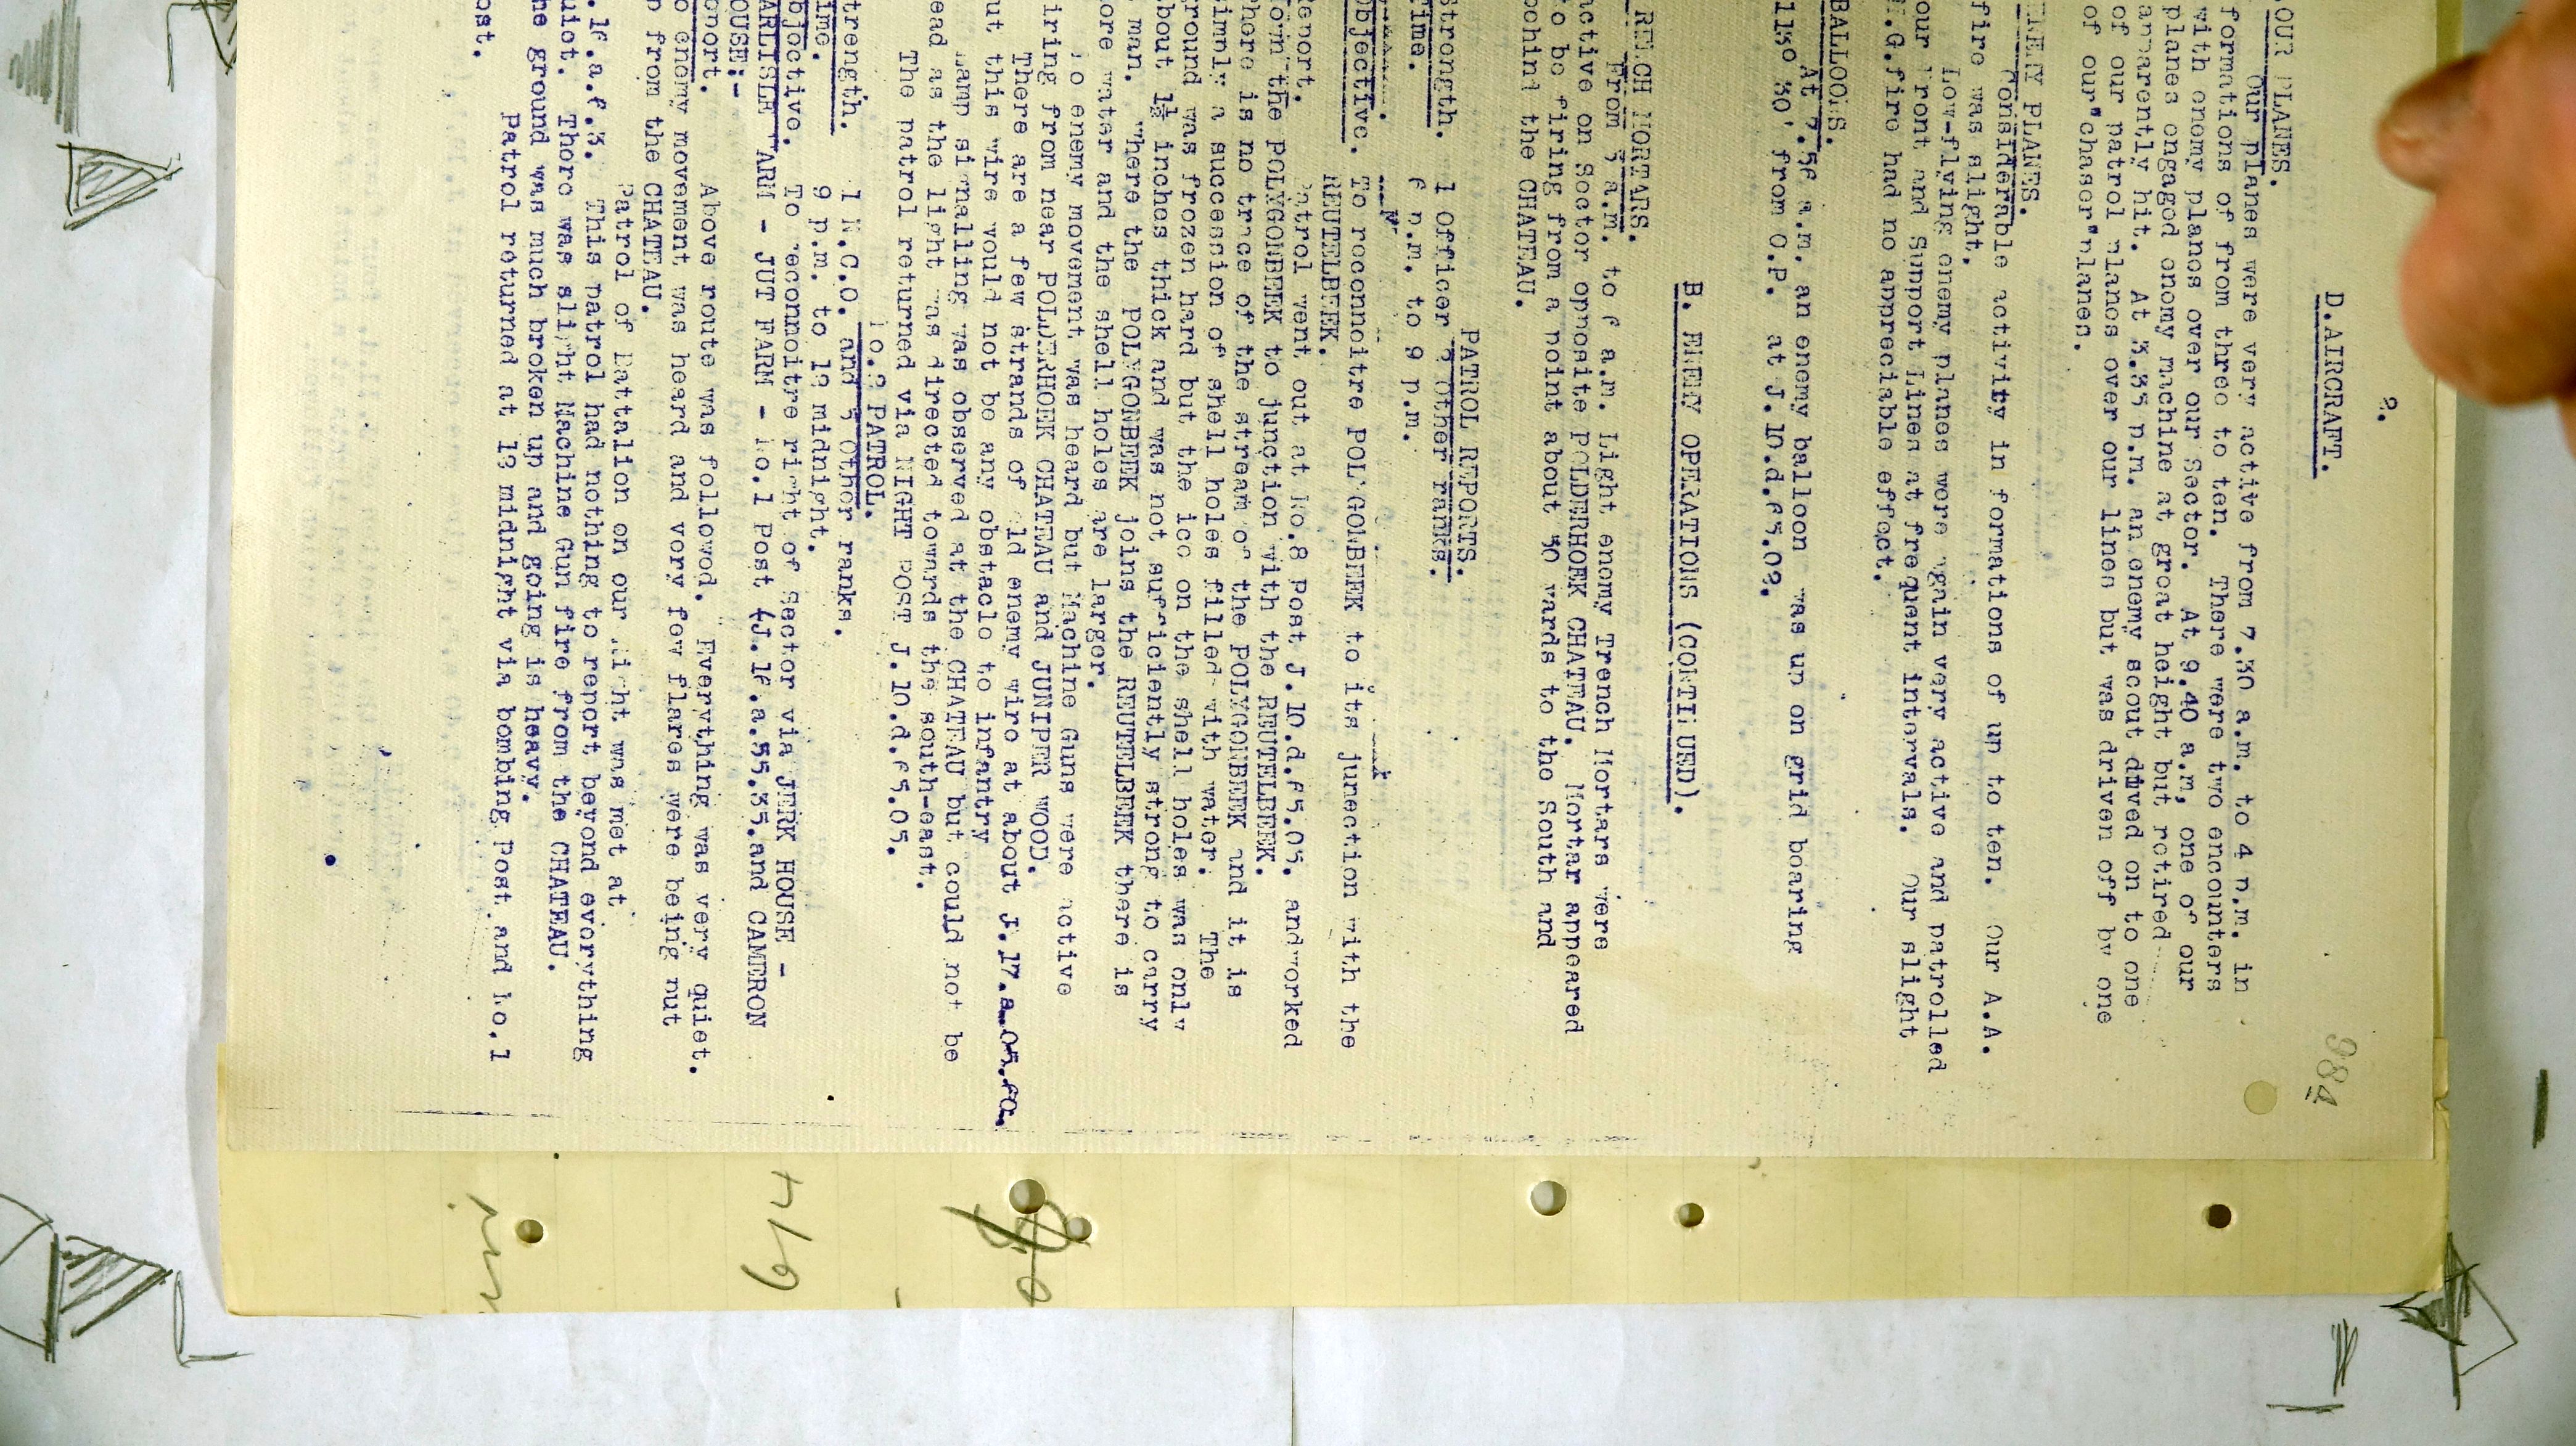 2.
984
D. AIRCRAFT.
OUR PLANES.
Our planes were very active from 7.30 a.m. to 4 p.m. in
formations of from three to ten. There were two encounters
with enemy planes over our Sector. At 9.40 a.m, one of our
planes engaged enemy machine at great height but retired
apparently hit. At 3.35 p.m. an enemy scout dived on to one
of our patrol planes over our lines but was driven off by one
of our "chaser" planes.
ENEMY PLANES.
Considerable activity in formations of up to ten. Our A.A.
fire was slight.
Low-flying enemy planes were again very active and patrolled
our Front and Support Lines at frequent intervals. Our slight
M.G. fire had no appreciable effect.
BALLOONS.
At 7.56 a.m. an enemy balloon was up on grid bearing
113° 30' from O.P. at J.10.d.65.02.
B. ENEMY OPERATIONS (CONTINUED).
TRENCH MORTARS.
From 5 a.m. to 6 a.m. Light enemy Trench Mortars were
active on Sector opposite POLDERHOEK CHATEAU. Mortar appeared
to be firing from a point about 50 yards to the South and
behind the CHATEAU.
PATROL REPORTS.
Strength. 1 Officer 3 Other ranks.
Time. 6 p.m. to 9 p.m.
Objective. To reconnoitre POLYGONBEEK to its junection with the
REUTELBEEK.
Report. Patrol went out at No.8 Post J.10.d.65.05. and worked
down the POLYGONBEEK to junction with the REUTELBEEK.
There is no trace of the stream of the POLYGONBEEK and it is
simply a succession of shell holes filled with water. The
ground was frozen hard but the ice on the shell holes was only
about 1½ inches thick and was not sufficiently strong to carry
a man. Where the POLYGONBEEK joins the REUTELBEEK there is
more water and the shell holes are larger.
No enemy movement was heard but Machine Guns were active
firing from near POLDERHOEK CHATEAU and JUNIPER WOOD.
There are a few strands of old enemy wire at about J.17.a.05.60.
but this wire would not be any obstacle to infantry
Lamp signalling was observed at the CHATEAU but could not be
read as the light was directed towards the south-east.
The patrol returned via NIGHT POST J.10.d.65.05.
No.2 PATROL.
Strength. 1 N.C.O. and 5 Other ranks.
Time. 9 p.m. to 12 midnight.
Objective. To reconnoitre right of Sector via JERK HOUSE -
CARLISLE FARM - JUT FARM - No.1 Post (J.16.a.55.35.and CAMERON
HOUSE:-
Report. Above route was followed. Everything was very quiet.
No enemy movement was heard and very few flares were being put
up from the CHATEAU.
Patrol of Battalion on our right was met at
J.16.a.6.3. This patrol had nothing to report beyond everything
quiet. There was slight Machine Gun fire from the CHATEAU.
The ground was much broken up and going is heavy.
Patrol returned at 12 midnight via bombing Post and No.1
Post.
6/4